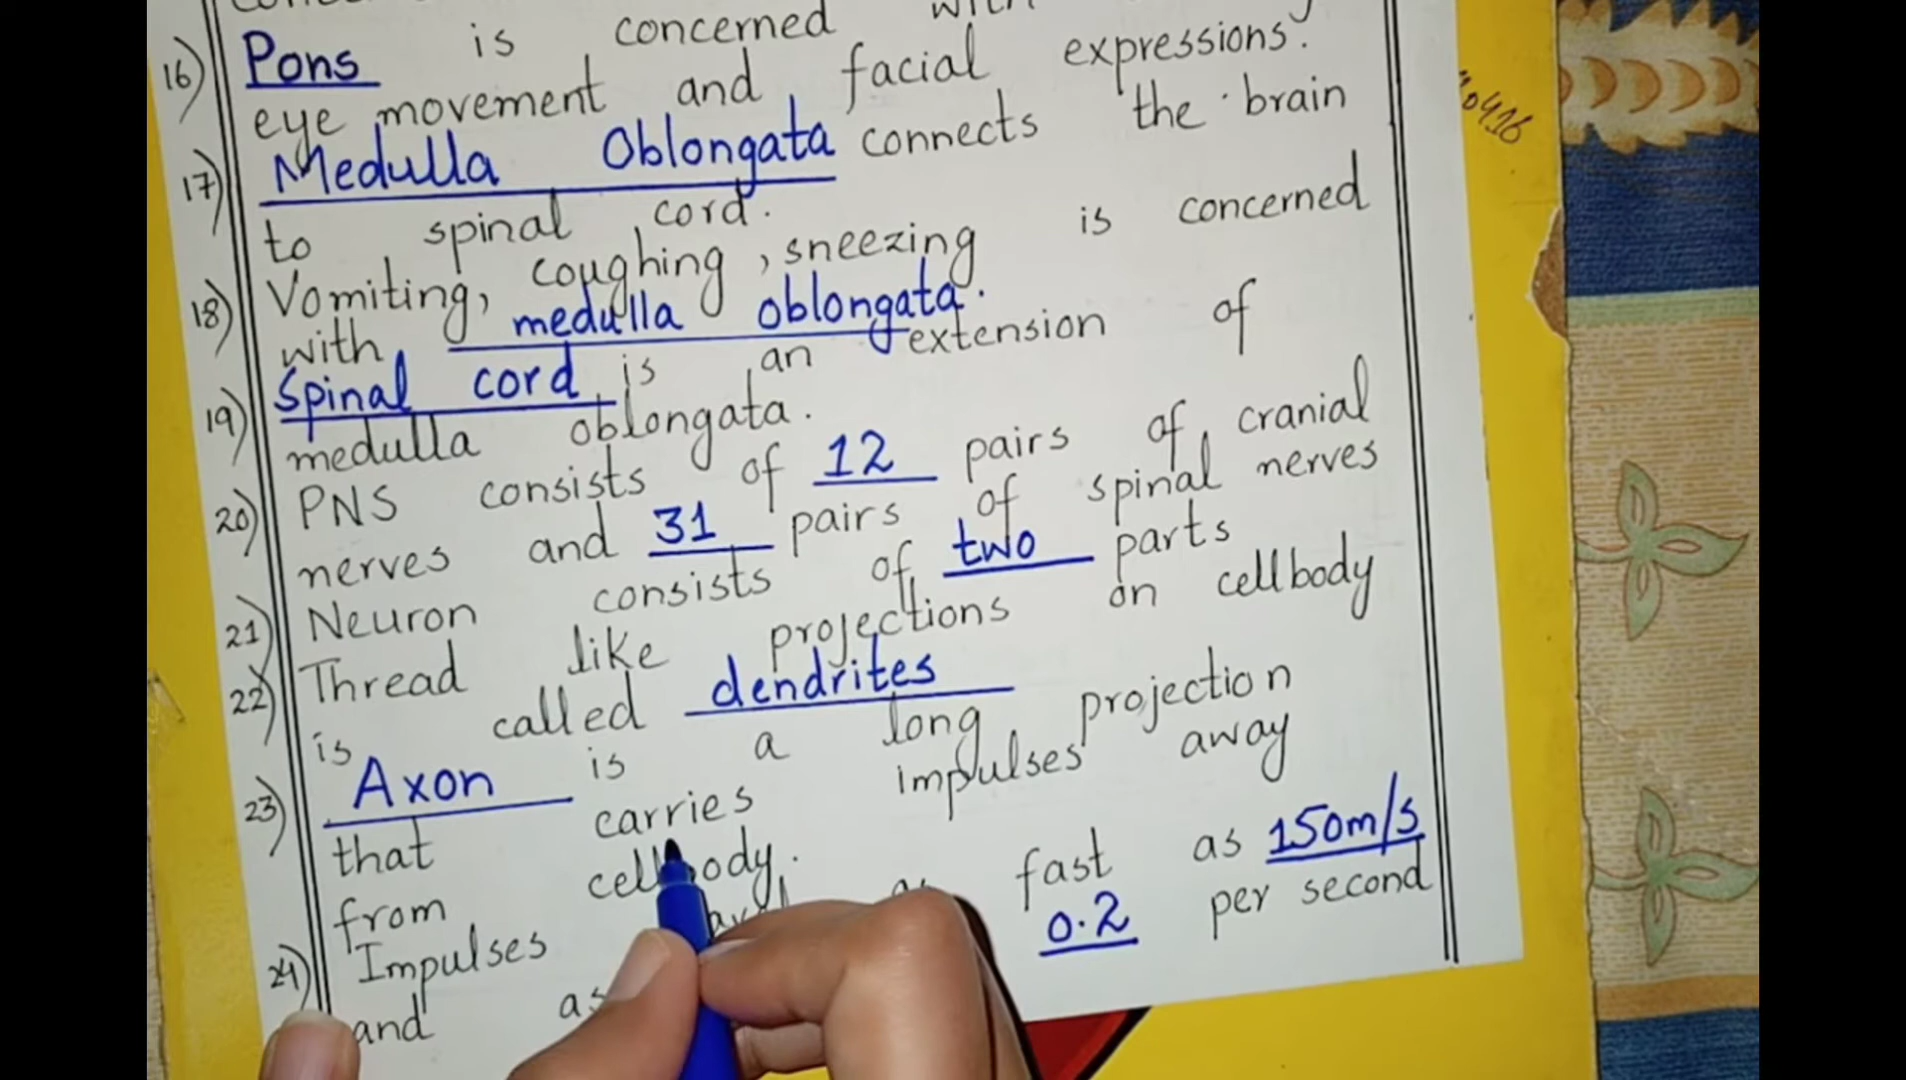 is concerned with
16) Pons
eye movement and facial expressions.
17) Medulla Oblongata connects the brain
to spinal cord.
18) Vomiting, coughing, sneezing is concerned
with medulla oblongata.
19) Spinal cord is an extension of
medulla oblongata.
20) PNS consists of 12 pairs of cranial
nerves and 31 pairs of spinal nerves
21) Neuron consists of two parts
22) Thread like projections on cellbody
is called dendrites
23) Axon is a long projection
that carries impulses away
from cellbody.
24) Impulses fast as 150m/s
and as 0.2 per second